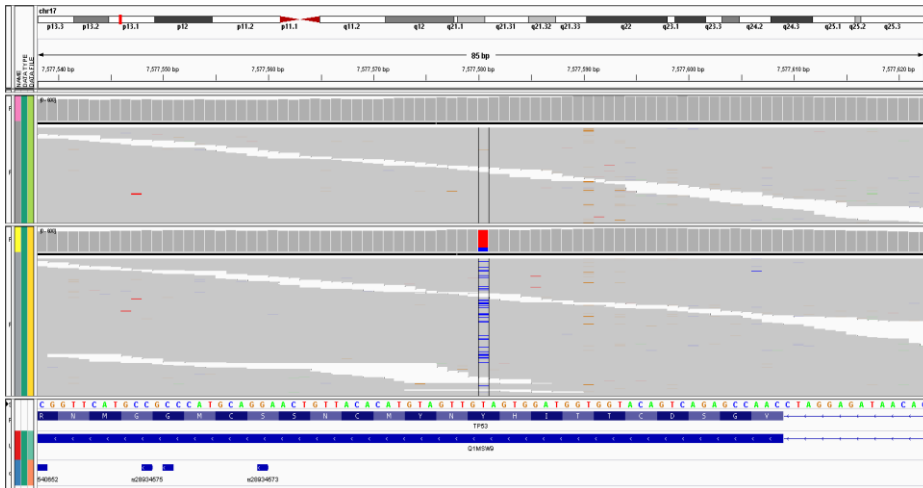 chr17
p13.3 p13.2 p13.1 p12 p11.2 p11.1 q11.2 q12 q21.1 q21.31 q21.32 q21.33 q22 q23.1 q23.3 q24.2 q24.3 q25.1 q25.2 q25.3
85 bp
7,577,540 bp 7,577,550 bp 7,577,560 bp 7,577,570 bp 7,577,580 bp 7,577,590 bp 7,577,600 bp 7,577,610 bp 7,577,620 bp
NAME
DATA TYPE
DATA FILE
C G G T T C A T G C C G C C C A T G C A G G A A C T G T T A C A C A T G T A G T T G T A G T G G A T G G T G G T A C A G T C A G A G C C A A C C T A G G A G A T A A C A C
R N M G G M C S S N C M Y N Y H I T T C D S G V
TP53
Q1MSW9